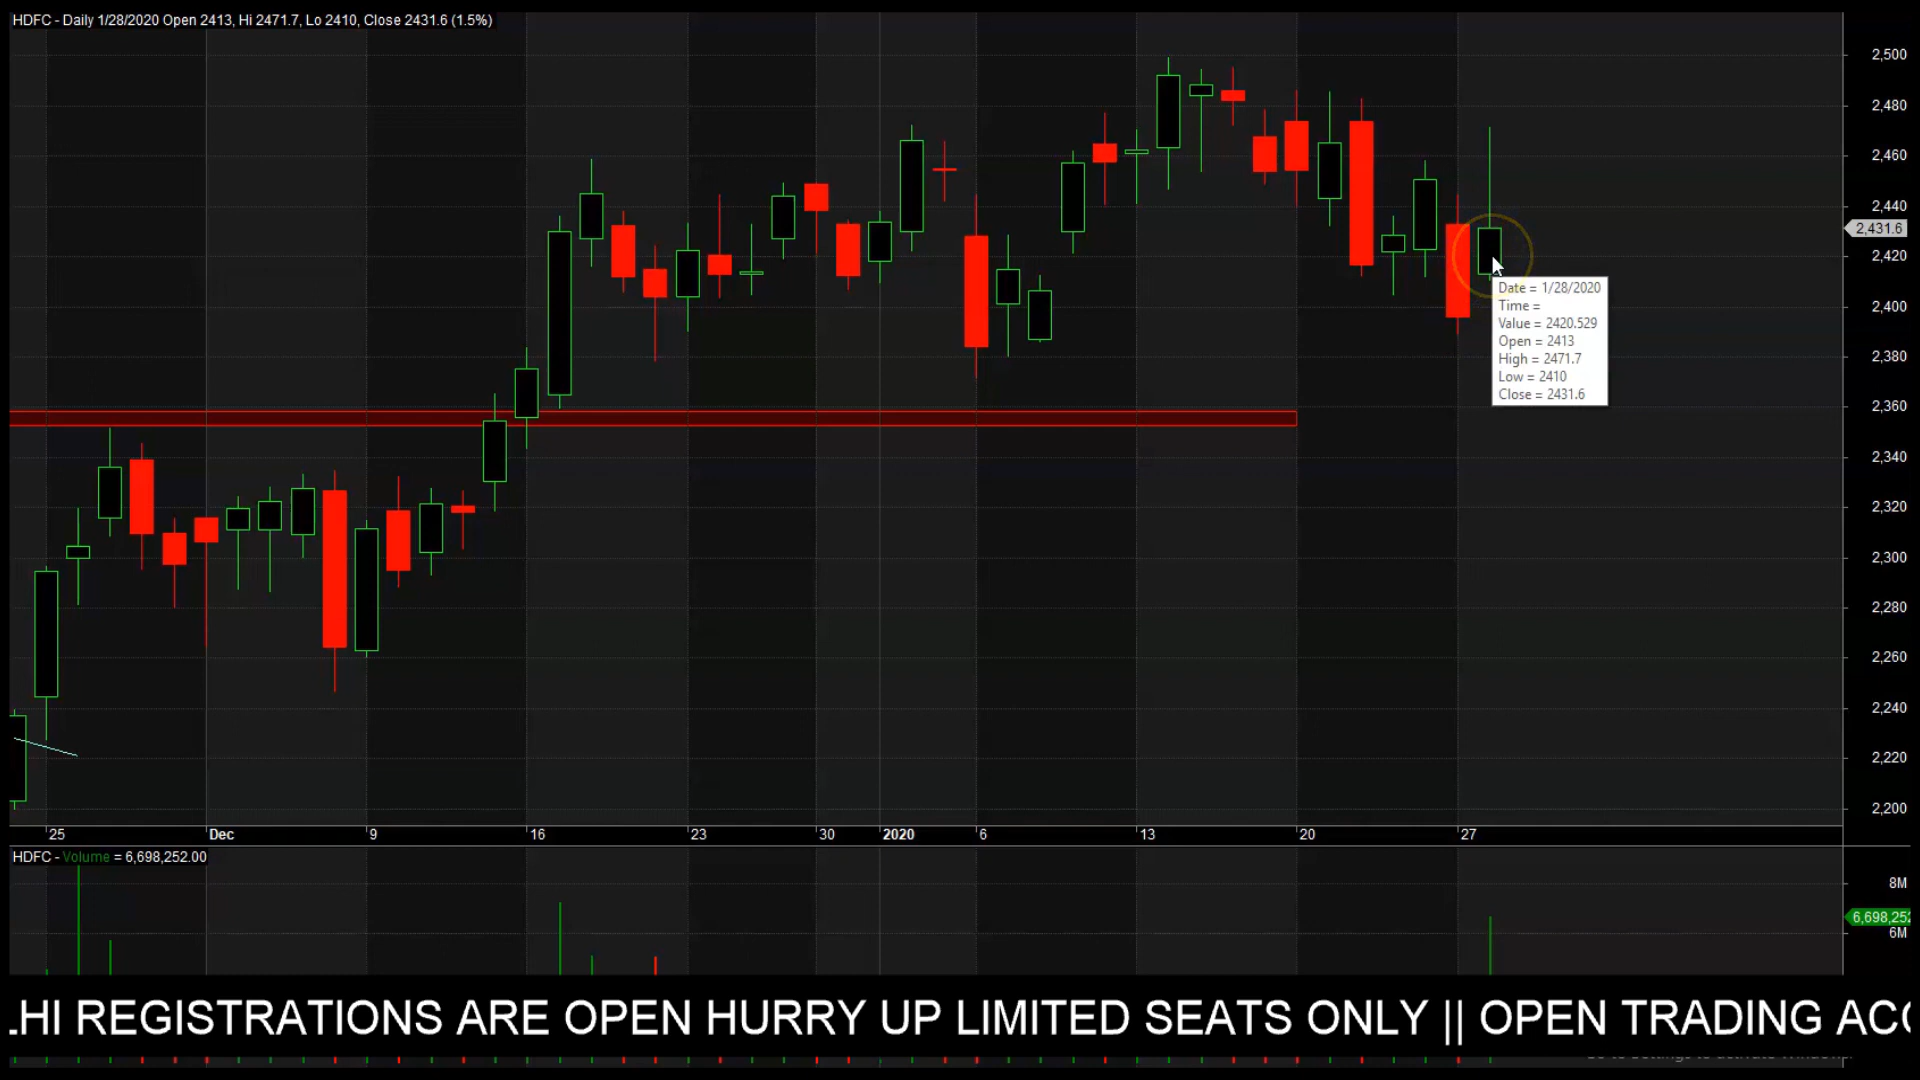 HDFC - Daily 1/28/2020 Open 2413, Hi 2471.7, Lo 2410, Close 2431.6 (1.5%)
2,500
2,480
2,460
2,440
2,431.6
2,420
2,400
2,380
2,360
2,340
2,320
2,300
2,280
2,260
2,240
2,220
2,200
Date = 1/28/2020
Time =
Value = 2420.529
Open = 2413
High = 2471.7
Low = 2410
Close = 2431.6
25 Dec 9 16 23 30 2020 6 13 20 27
HDFC - Volume = 6,698,252.00
8M
6,698,252
6M
HI REGISTRATIONS ARE OPEN HURRY UP LIMITED SEATS ONLY || OPEN TRADING